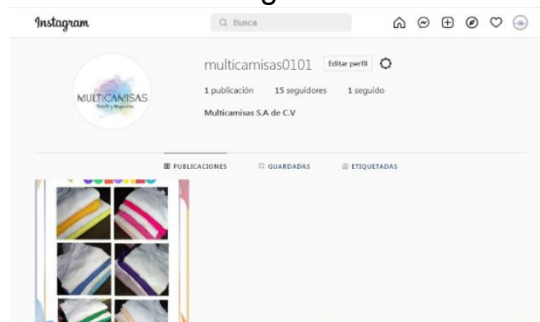 Instagram
Busca
multicamisas0101 Editar perfil
1 publicación 15 seguidores 1 seguido
Multicamisas S.A de C.V
MULTICAMISAS
PUBLICACIONES GUARDADAS ETIQUETADAS